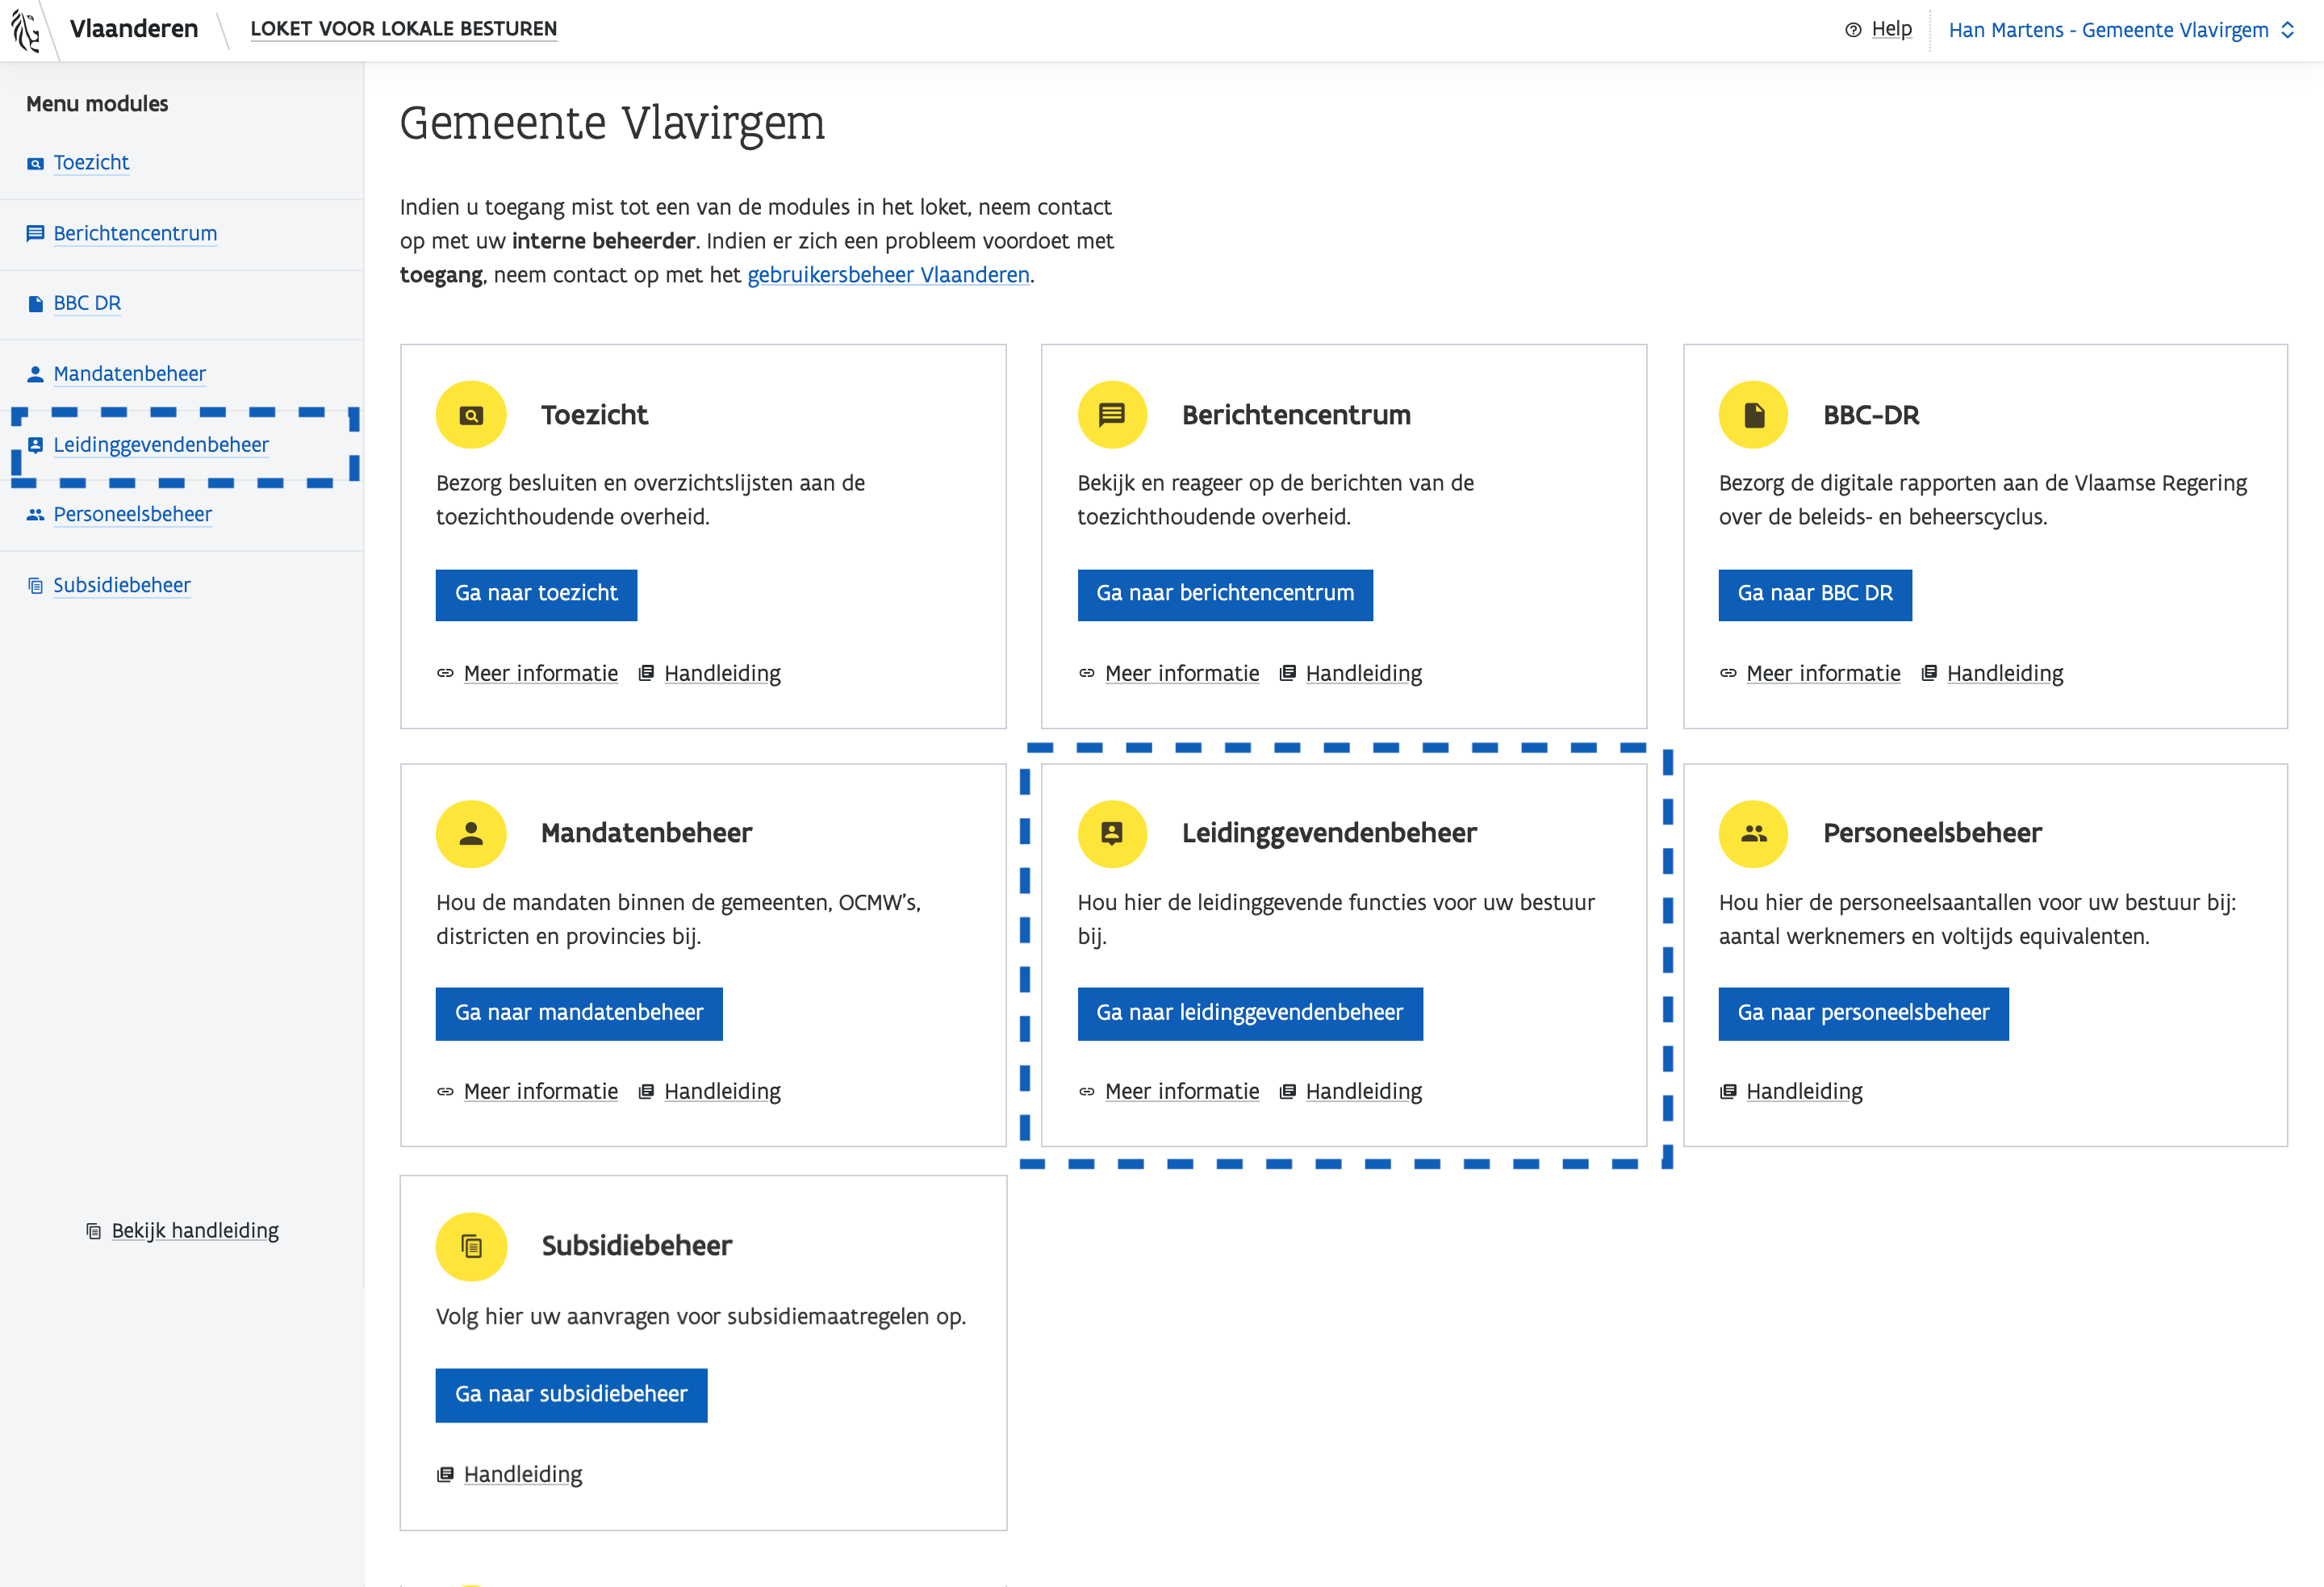 Vlaanderen
LOKET VOOR LOKALE BESTUREN
Help
Han Martens - Gemeente Vlavirgem
Menu modules
Toezicht
Berichtencentrum
BBC DR
Mandatenbeheer
Leidinggevendenbeheer
Personeelsbeheer
Subsidiebeheer
Bekijk handleiding
Gemeente Vlavirgem
Indien u toegang mist tot een van de modules in het loket, neem contact
op met uw interne beheerder. Indien er zich een probleem voordoet met
toegang, neem contact op met het gebruikersbeheer Vlaanderen.
Toezicht
Bezorg besluiten en overzichtslijsten aan de
toezichthoudende overheid.
Ga naar toezicht
Meer informatie Handleiding
Berichtencentrum
Bekijk en reageer op de berichten van de
toezichthoudende overheid.
Ga naar berichtencentrum
Meer informatie Handleiding
BBC-DR
Bezorg de digitale rapporten aan de Vlaamse Regering
over de beleids- en beheerscyclus.
Ga naar BBC DR
Meer informatie Handleiding
Mandatenbeheer
Hou de mandaten binnen de gemeenten, OCMW's,
districten en provincies bij.
Ga naar mandatenbeheer
Meer informatie Handleiding
Leidinggevendenbeheer
Hou hier de leidinggevende functies voor uw bestuur
bij.
Ga naar leidinggevendenbeheer
Meer informatie Handleiding
Personeelsbeheer
Hou hier de personeelsaantallen voor uw bestuur bij:
aantal werknemers en voltijds equivalenten.
Ga naar personeelsbeheer
Handleiding
Subsidiebeheer
Volg hier uw aanvragen voor subsidiemaatregelen op.
Ga naar subsidiebeheer
Handleiding